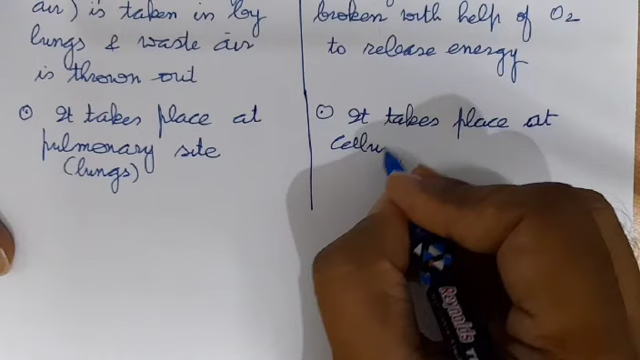 air) is taken in by
lungs & waste air
is thrown out
⊙ It takes place at
pulmonary site
(lungs)
broken with help of O2
to release energy
⊙ It takes place at
cellu
Reynolds